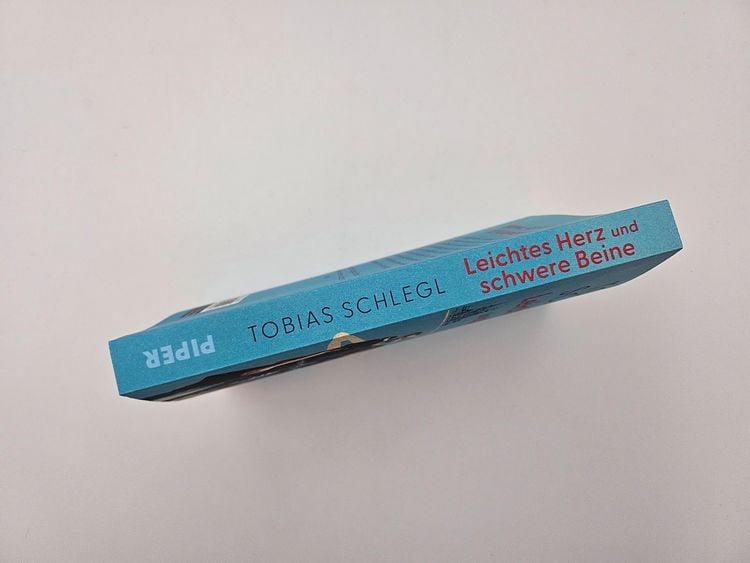 PIPER
TOBIAS SCHLEGL
Leichtes Herz und
schwere Beine